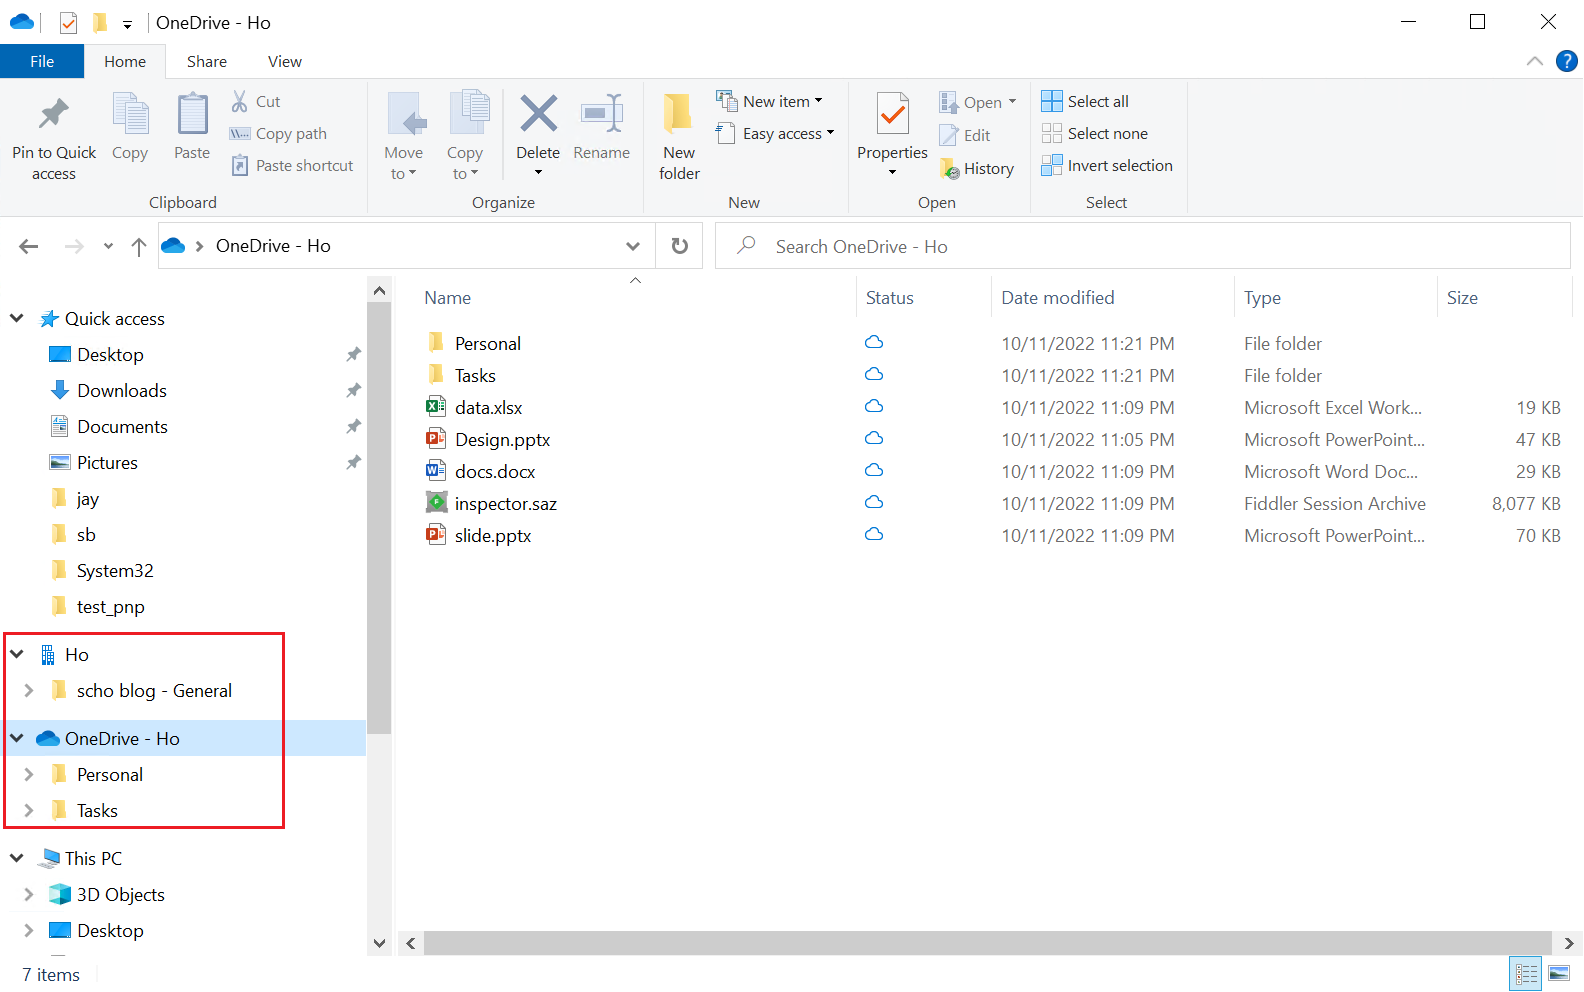 OneDrive - Ho
File Home Share View
Pin to Quick access
Copy
Paste
Cut
Copy path
Paste shortcut
Clipboard
Move to
Copy to
Delete
Rename
Organize
New folder
New item
Easy access
New
Properties
Open
Edit
History
Open
Select all
Select none
Invert selection
Select
OneDrive - Ho
Search OneDrive - Ho
Quick access
Desktop
Downloads
Documents
Pictures
jay
sb
System32
test_pnp
Ho
scho blog - General
OneDrive - Ho
Personal
Tasks
This PC
3D Objects
Desktop
Name Status Date modified Type Size
Personal 10/11/2022 11:21 PM File folder
Tasks 10/11/2022 11:21 PM File folder
data.xlsx 10/11/2022 11:09 PM Microsoft Excel Work... 19 KB
Design.pptx 10/11/2022 11:05 PM Microsoft PowerPoint... 47 KB
docs.docx 10/11/2022 11:09 PM Microsoft Word Doc... 29 KB
inspector.saz 10/11/2022 11:09 PM Fiddler Session Archive 8,077 KB
slide.pptx 10/11/2022 11:09 PM Microsoft PowerPoint... 70 KB
7 items